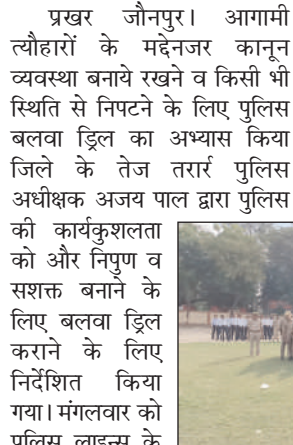 प्रखर जौनपुर। आगामी
त्यौहारों के मद्देनजर कानून
व्यवस्था बनाये रखने व किसी भी
स्थिति से निपटने के लिए पुलिस
बलवा ड्रिल का अभ्यास किया
जिले के तेज तरार्र पुलिस
अधीक्षक अजय पाल द्वारा पुलिस
की कार्यकुशलता
को और निपुण व
सशक्त बनाने के
लिए बलवा ड्रिल
कराने के लिए
निर्देशित किया
गया। मंगलवार को
पुलिस लाइन्स के